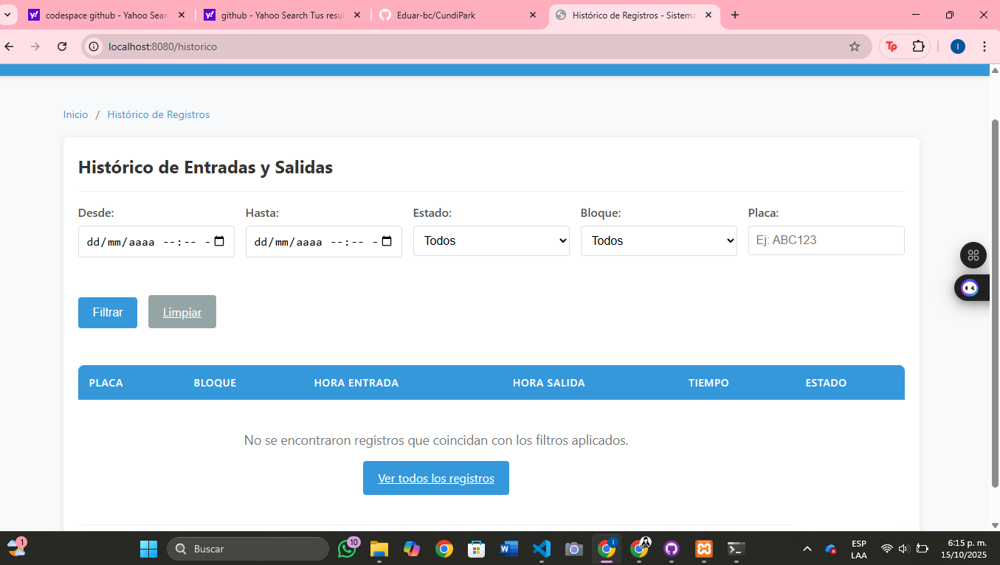 codespace github - Yahoo Sear
github - Yahoo Search Tus resul
Eduar-bc/CundiPark
Histórico de Registros - Sistema
localhost:8080/historico
Tp
I
Inicio / Histórico de Registros
Histórico de Entradas y Salidas
Desde:
Hasta:
Estado:
Bloque:
Placa:
dd/mm/aaaa --:-- -
dd/mm/aaaa --:-- -
Todos
Todos
Ej: ABC123
Filtrar
Limpiar
PLACA
BLOQUE
HORA ENTRADA
HORA SALIDA
TIEMPO
ESTADO
No se encontraron registros que coincidan con los filtros aplicados.
Ver todos los registros
1
Buscar
10
I
ESP
LAA
6:15 p. m.
15/10/2025